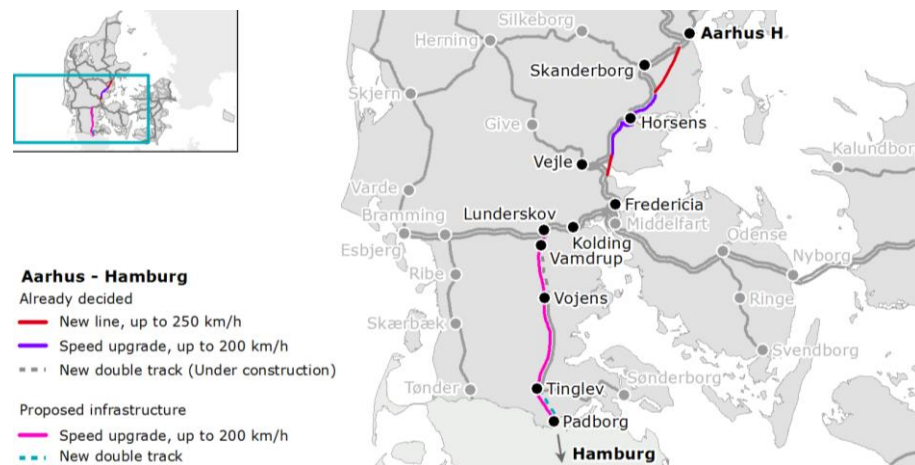 Silkeborg
Aarhus H
Herning
Skanderborg
Skjern
Give
Horsens
Vejle
Kalundbor
Varde
Fredericia
Bramming
Lunderskov
Middelfart
Odense
Esbjerg
Kolding
Vamdrup
Nyborg
Ribe
Vojens
Ringe
Skærbæk
Svendborg
Tønder
Tinglev
Sønderborg
Padborg
Hamburg
Aarhus - Hamburg
Already decided
New line, up to 250 km/h
Speed upgrade, up to 200 km/h
New double track (Under construction)
Proposed infrastructure
Speed upgrade, up to 200 km/h
New double track